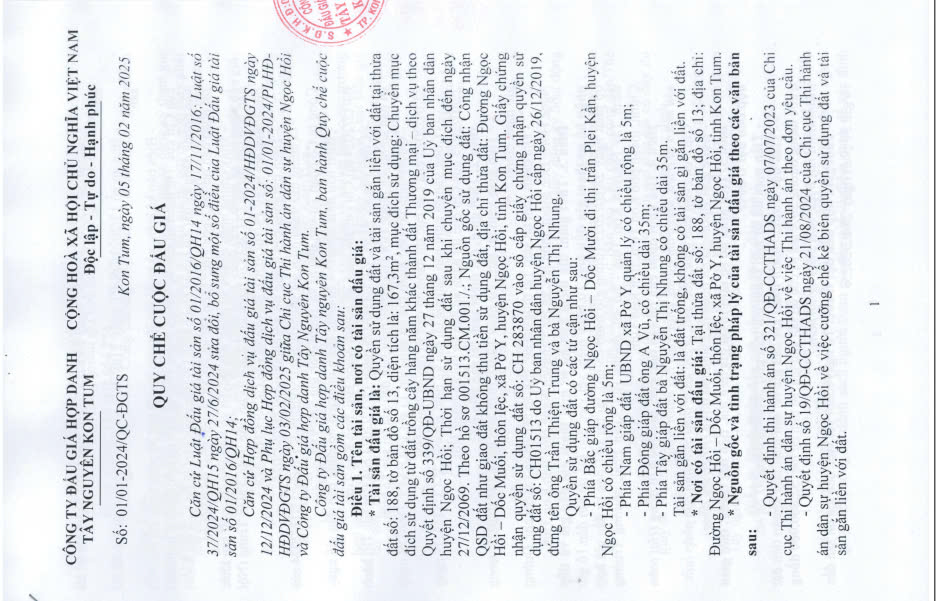 CÔNG TY ĐẤU GIÁ HỢP DANH
TÂY NGUYÊN KON TUM
Số: 01/01-2024/QC-ĐGTS
CỘNG HOÀ XÃ HỘI CHỦ NGHĨA VIỆT NAM
Độc lập - Tự do - Hạnh phúc
Kon Tum, ngày 05 tháng 02 năm 2025
QUY CHẾ CUỘC ĐẤU GIÁ
Căn cứ Luật Đấu giá tài sản số 01/2016/QH14 ngày 17/11/2016; Luật số
37/2024/QH15 ngày 27/6/2024 sửa đổi, bổ sung một số điều của Luật Đấu giá tài
sản số 01/2016/QH14;
Căn cứ Hợp đồng dịch vụ đấu giá tài sản số 01-2024/HĐDVĐGTS ngày
12/12/2024 và Phụ lục Hợp đồng dịch vụ đấu giá tài sản số: 01/01-2024/PLHĐ-
HĐDVĐGTS ngày 03/02/2025 giữa Chi cục Thi hành án dân sự huyện Ngọc Hồi
và Công ty Đấu giá hợp danh Tây Nguyên Kon Tum.
Công ty Đấu giá hợp danh Tây nguyên Kon Tum, ban hành Quy chế cuộc
đấu giá tài sản gồm các điều khoản sau:
Điều 1. Tên tài sản, nơi có tài sản đấu giá:
* Tài sản đấu giá là: Quyền sử dụng đất và tài sản gắn liền với đất tại thửa
đất số: 188, tờ bản đồ số 13, diện tích là: 167,3m², mục đích sử dụng: Chuyển mục
đích sử dụng từ đất trồng cây hàng năm khác thành đất Thương mại – dịch vụ theo
Quyết định số 339/QĐ-UBND ngày 27 tháng 12 năm 2019 của Uỷ ban nhân dân
huyện Ngọc Hồi; Thời hạn sử dụng đất sau khi chuyển mục đích đến ngày
27/12/2069. Theo hồ sơ 001513.CM.001./.; Nguồn gốc sử dụng đất: Công nhận
QSD đất như giao đất không thu tiền sử dụng đất, địa chỉ thửa đất: Đường Ngọc
Hồi – Dốc Muối, thôn Iệc, xã Pờ Y, huyện Ngọc Hồi, tỉnh Kon Tum. Giấy chứng
nhận quyền sử dụng đất số: CH 283870 vào sổ cấp giấy chứng nhận quyền sử
dụng đất số: CH01513 do Uỷ ban nhân dân huyện Ngọc Hồi cấp ngày 26/12/2019,
đứng tên ông Trần Thiện Trung và bà Nguyễn Thị Nhung.
Quyền sử dụng đất có các tứ cận như sau:
- Phía Bắc giáp đường Ngọc Hồi – Dốc Mười đi thị trấn Plei Kần, huyện
Ngọc Hồi có chiều rộng là 5m;
- Phía Nam giáp đất UBND xã Pờ Y quản lý có chiều rộng là 5m;
- Phía Đông giáp đất ông A Vũ, có chiều dài 35m;
- Phía Tây giáp đất bà Nguyễn Thị Nhung có chiều dài 35m.
Tài sản gắn liền với đất: là đất trống, không có tài sản gì gắn liền với đất.
* Nơi có tài sản đấu giá: Tại thửa đất số: 188, tờ bản đồ số 13; địa chỉ:
Đường Ngọc Hồi – Dốc Muối, thôn Iệc, xã Pờ Y, huyện Ngọc Hồi, tỉnh Kon Tum.
* Nguồn gốc và tình trạng pháp lý của tài sản đấu giá theo các văn bản
sau:
- Quyết định thi hành án số 321/QĐ-CCTHADS ngày 07/07/2023 của Chi
cục Thi hành án dân sự huyện Ngọc Hồi về việc Thi hành án theo đơn yêu cầu.
- Quyết định số 19/QĐ-CCTHADS ngày 21/08/2024 của Chi cục Thi hành
án dân sự huyện Ngọc Hồi về việc cưỡng chế kê biên quyền sử dụng đất và tài
sản gắn liền với đất.
1